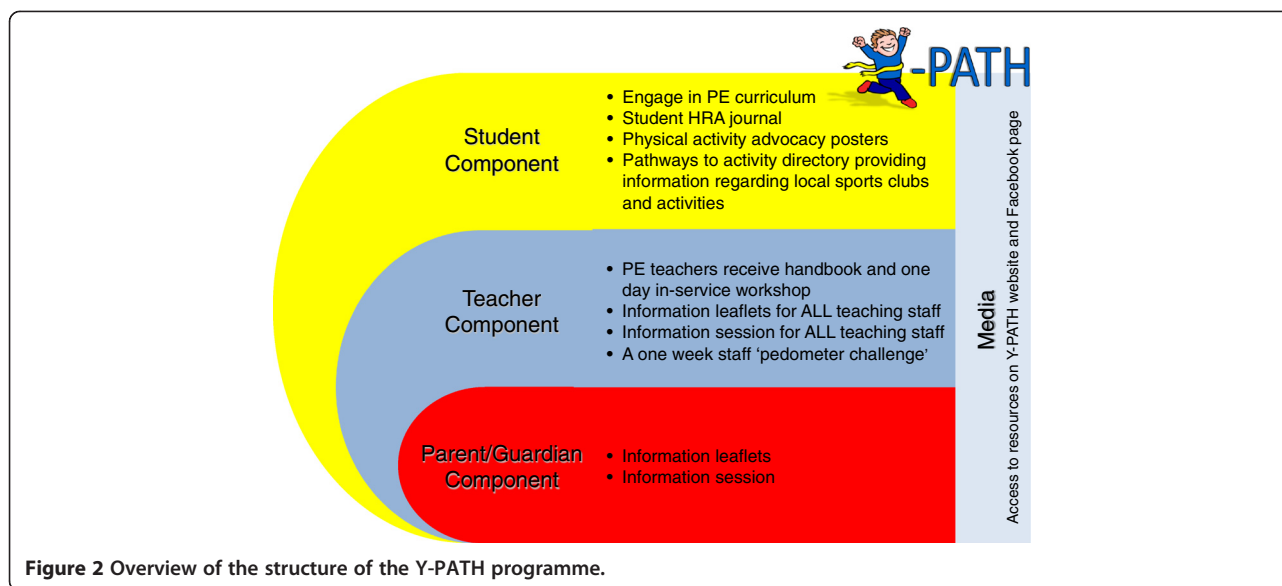 -PATH
Student
Component
• Engage in PE curriculum
• Student HRA journal
• Physical activity advocacy posters
• Pathways to activity directory providing
information regarding local sports clubs
and activities
Teacher
Component
• PE teachers receive handbook and one
day in-service workshop
• Information leaflets for ALL teaching staff
• Information session for ALL teaching staff
• A one week staff ‘pedometer challenge’
Parent/Guardian
Component
• Information leaflets
• Information session
Media
Access to resources on Y-PATH website and Facebook page
Figure 2 Overview of the structure of the Y-PATH programme.